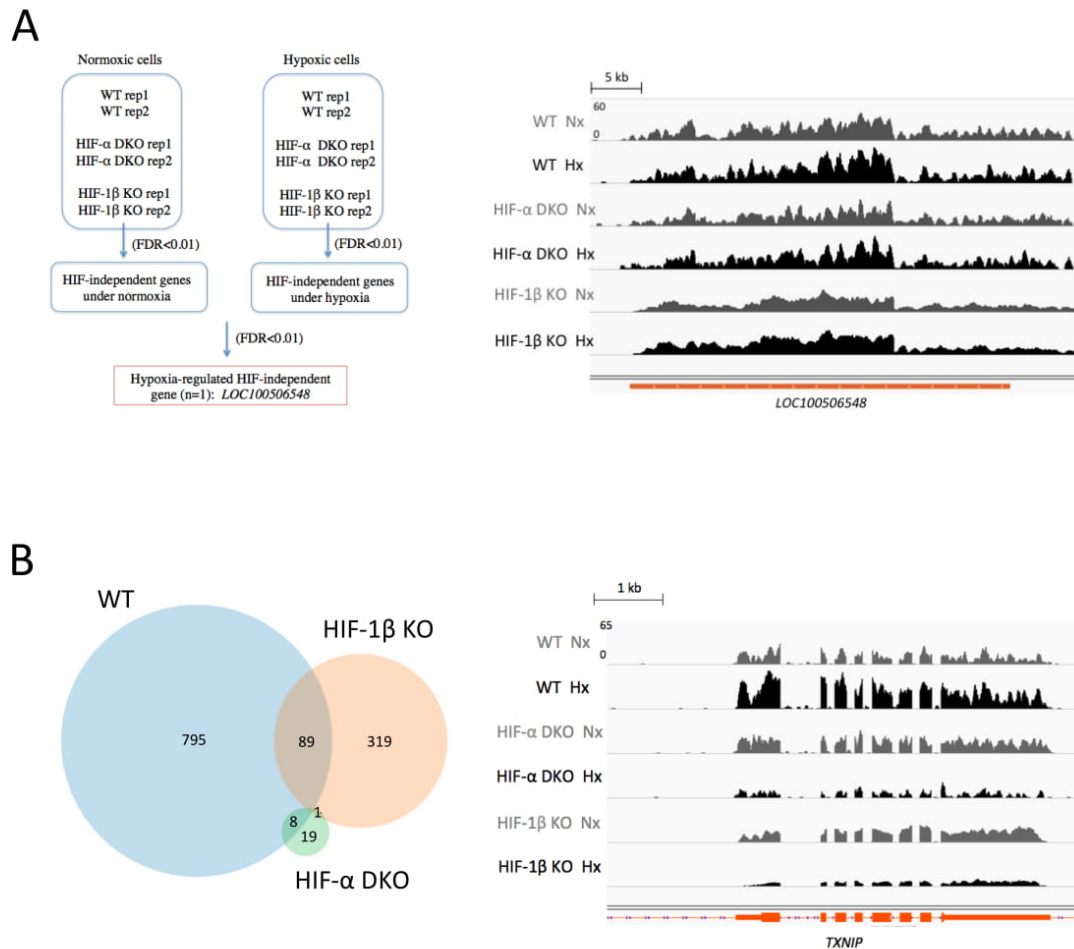 A
Normoxic cells
WT rep1
WT rep2
HIF-α DKO rep1
HIF-α DKO rep2
HIF-1β KO rep1
HIF-1β KO rep2
(FDR<0.01)
HIF-independent genes
under normoxia
Hypoxic cells
WT rep1
WT rep2
HIF-α DKO rep1
HIF-α DKO rep2
HIF-1β KO rep1
HIF-1β KO rep2
(FDR<0.01)
HIF-independent genes
under hypoxia
(FDR<0.01)
Hypoxia-regulated HIF-independent
gene (n=1): LOC100506548
5 kb
60
0
WT Nx
WT Hx
HIF-α DKO Nx
HIF-α DKO Hx
HIF-1β KO Nx
HIF-1β KO Hx
LOC100506548
B
WT
HIF-1β KO
795
89
319
1
8
19
HIF-α DKO
1 kb
65
0
WT Nx
WT Hx
HIF-α DKO Nx
HIF-α DKO Hx
HIF-1β KO Nx
HIF-1β KO Hx
TXNIP